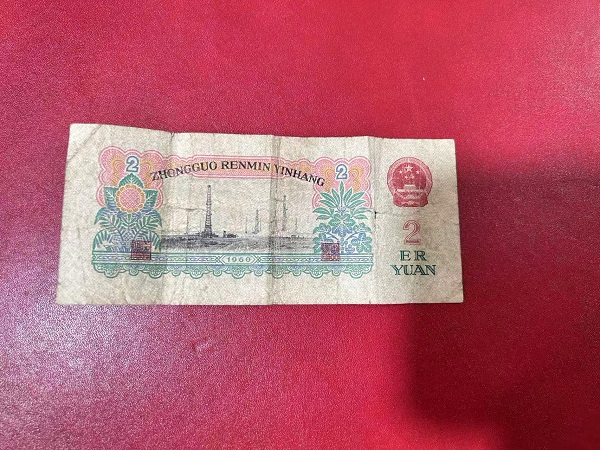 ZHONGGUO RENMIN YINHANG
2
2
1960
2
ER
YUAN